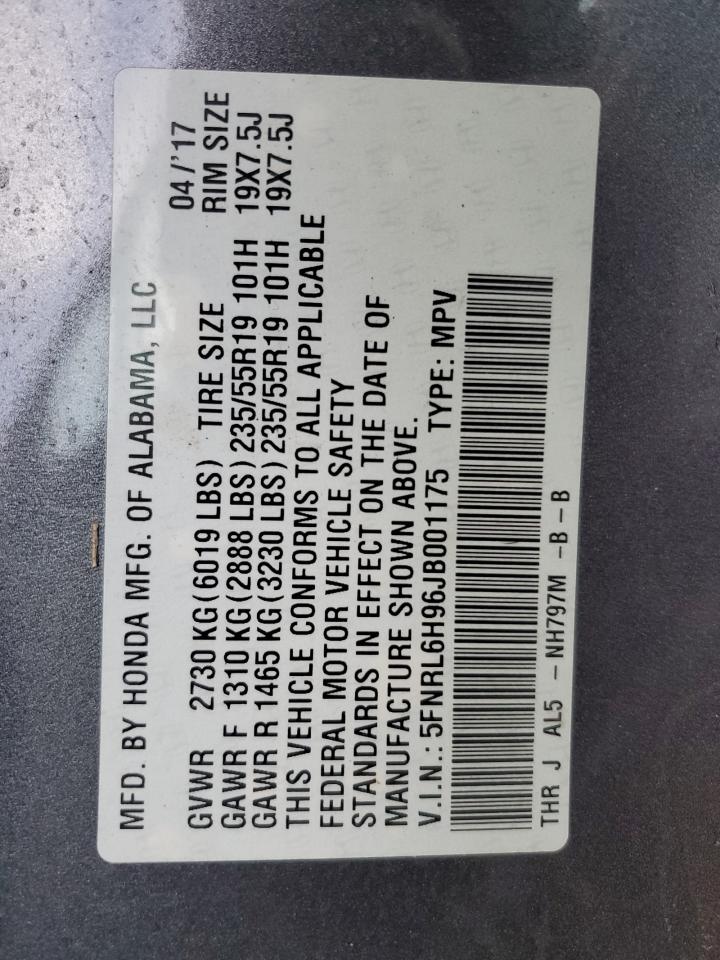 MFD. BY HONDA MFG. OF ALABAMA, LLC
04/'17
GVWR 2730 KG(6019 LBS) TIRE SIZE RIM SIZE
GAWR F 1310 KG(2888 LBS) 235/55R19 101H 19X7.5J
GAWR R 1465 KG(3230 LBS) 235/55R19 101H 19X7.5J
THIS VEHICLE CONFORMS TO ALL APPLICABLE
FEDERAL MOTOR VEHICLE SAFETY
STANDARDS IN EFFECT ON THE DATE OF
MANUFACTURE SHOWN ABOVE.
V.I.N.: 5FNRL6H96JB001175 TYPE: MPV
THR J AL5 - NH797M -B-B